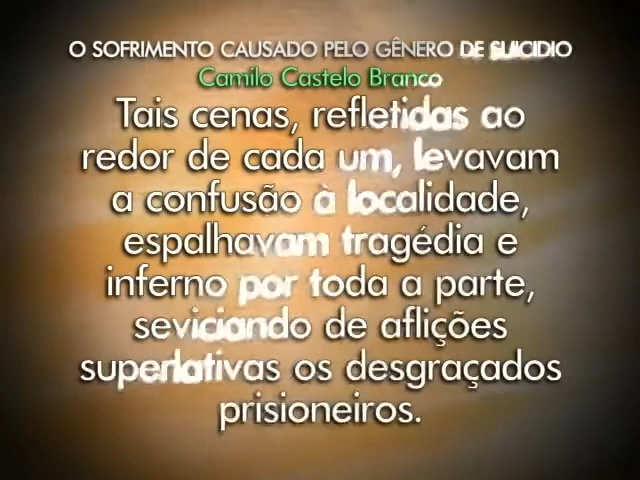 O SOFRIMENTO CAUSADO PELO GÊNERO DE SUICIDIO
Camilo Castelo Branco
Tais cenas, refletidas ao
redor de cada um, levavam
a confusão à localidade,
espalhavam tragédia e
inferno por toda a parte,
seviciando de aflições
superlativas os desgraçados
prisioneiros.